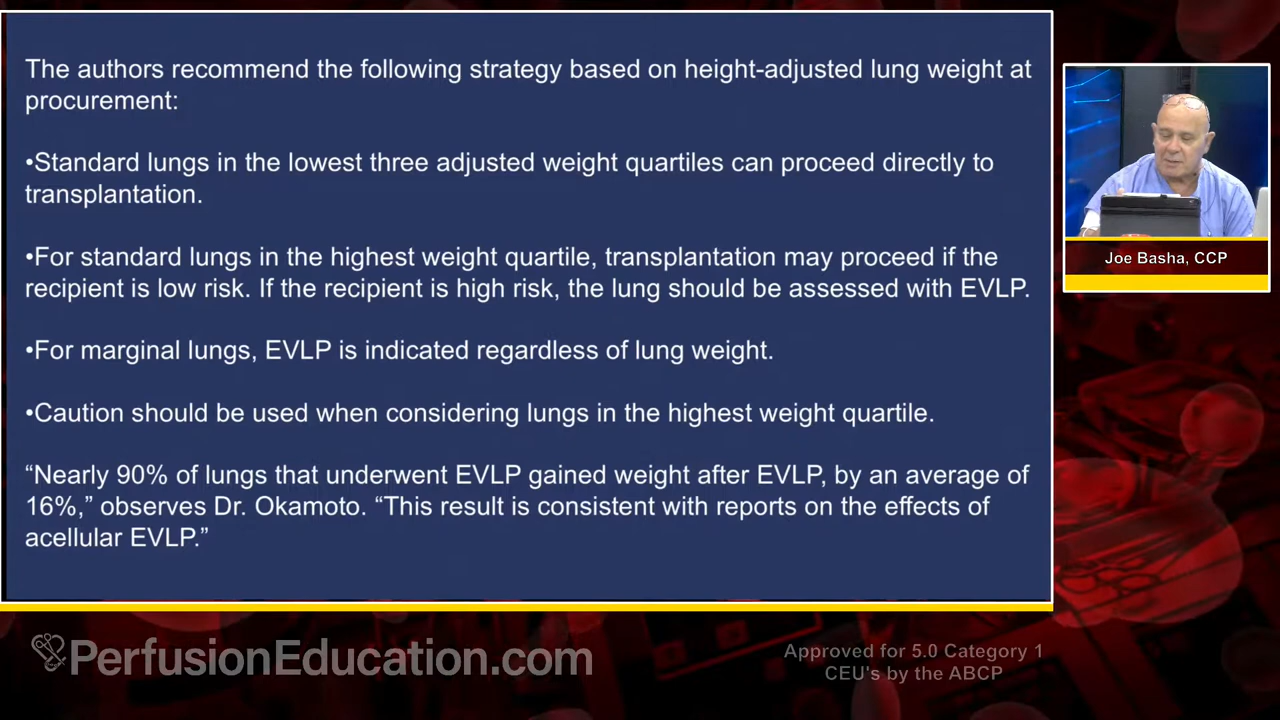 The authors recommend the following strategy based on height-adjusted lung weight at
procurement:
•Standard lungs in the lowest three adjusted weight quartiles can proceed directly to
transplantation.
•For standard lungs in the highest weight quartile, transplantation may proceed if the
recipient is low risk. If the recipient is high risk, the lung should be assessed with EVLP.
•For marginal lungs, EVLP is indicated regardless of lung weight.
•Caution should be used when considering lungs in the highest weight quartile.
“Nearly 90% of lungs that underwent EVLP gained weight after EVLP, by an average of
16%,” observes Dr. Okamoto. “This result is consistent with reports on the effects of
acellular EVLP.”
Joe Basha, CCP
PerfusionEducation.com
Approved for 5.0 Category 1
CEU's by the ABCP